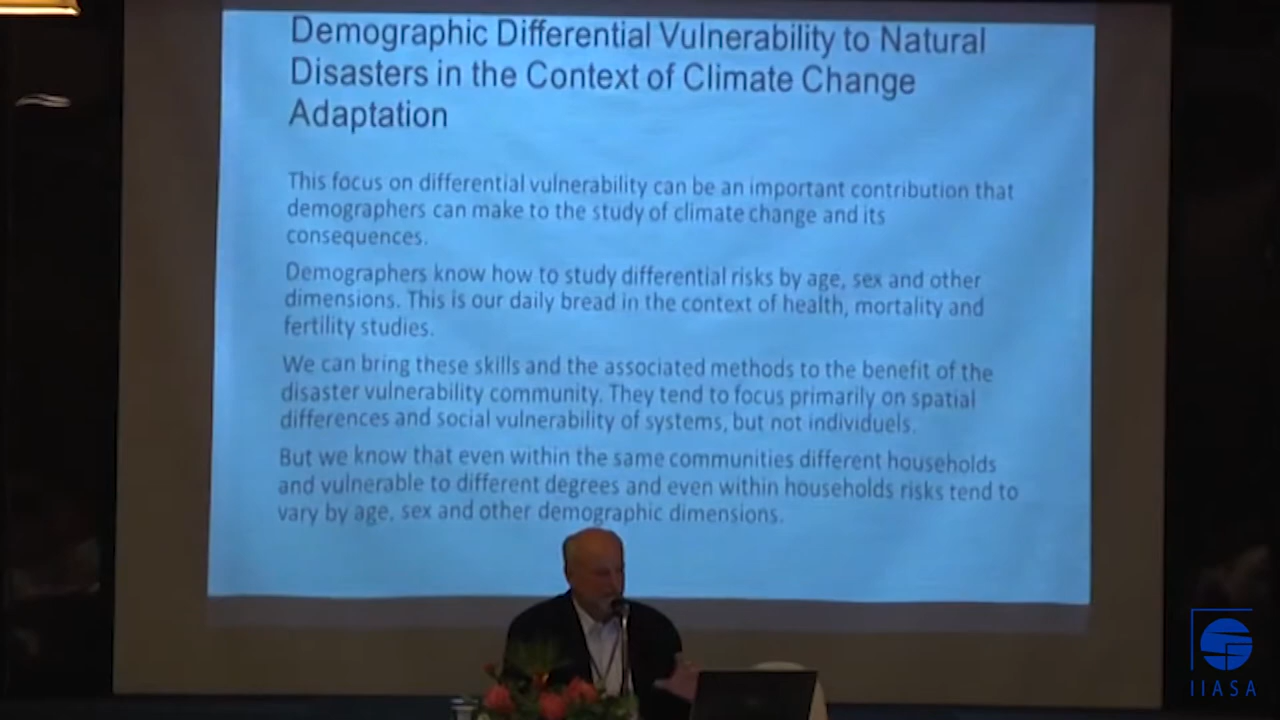 Demographic Differential Vulnerability to Natural
Disasters in the Context of Climate Change
Adaptation
This focus on differential vulnerability can be an important contribution that
demographers can make to the study of climate change and its
consequences.
Demographers know how to study differential risks by age, sex and other
dimensions. This is our daily bread in the context of health, mortality and
fertility studies.
We can bring these skills and the associated methods to the benefit of the
disaster vulnerability community. They tend to focus primarily on spatial
differences and social vulnerability of systems, but not individuels.
But we know that even within the same communities different households
and vulnerable to different degrees and even within households risks tend to
vary by age, sex and other demographic dimensions.
IIASA